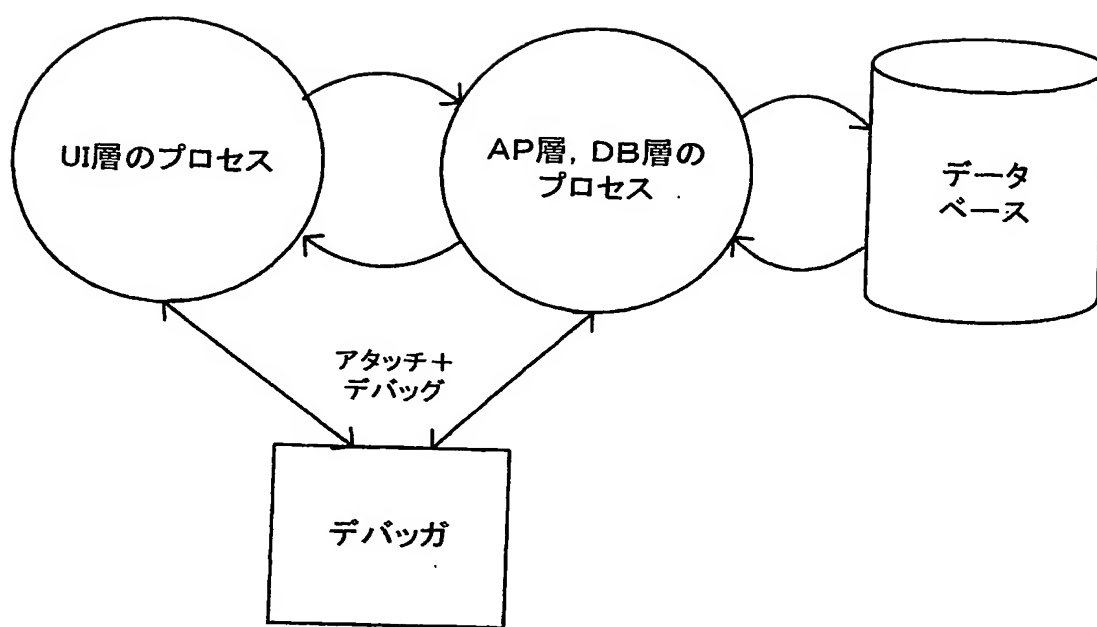 UI層のプロセス
AP層, DB層の
プロセス
データ
ベース
アタッチ+
デバッグ
デバッガ